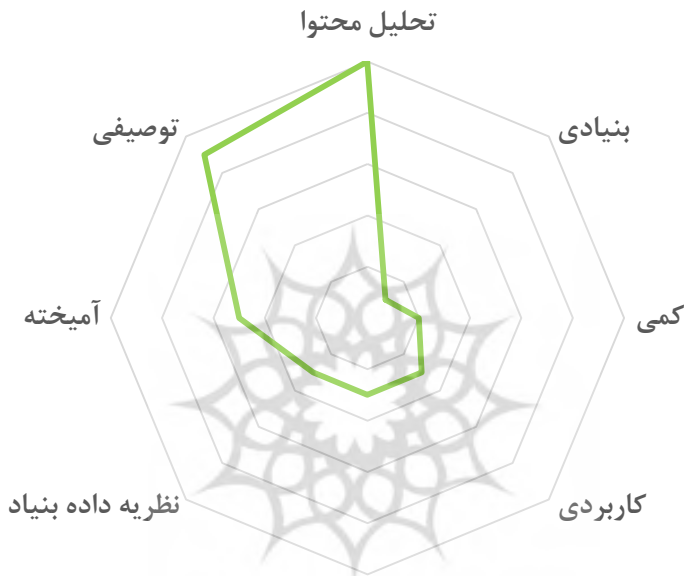 تحلیل محتوا
بنیادی
توصیفی
کمی
آمیخته
کاربردی
نظریه داده بنیاد